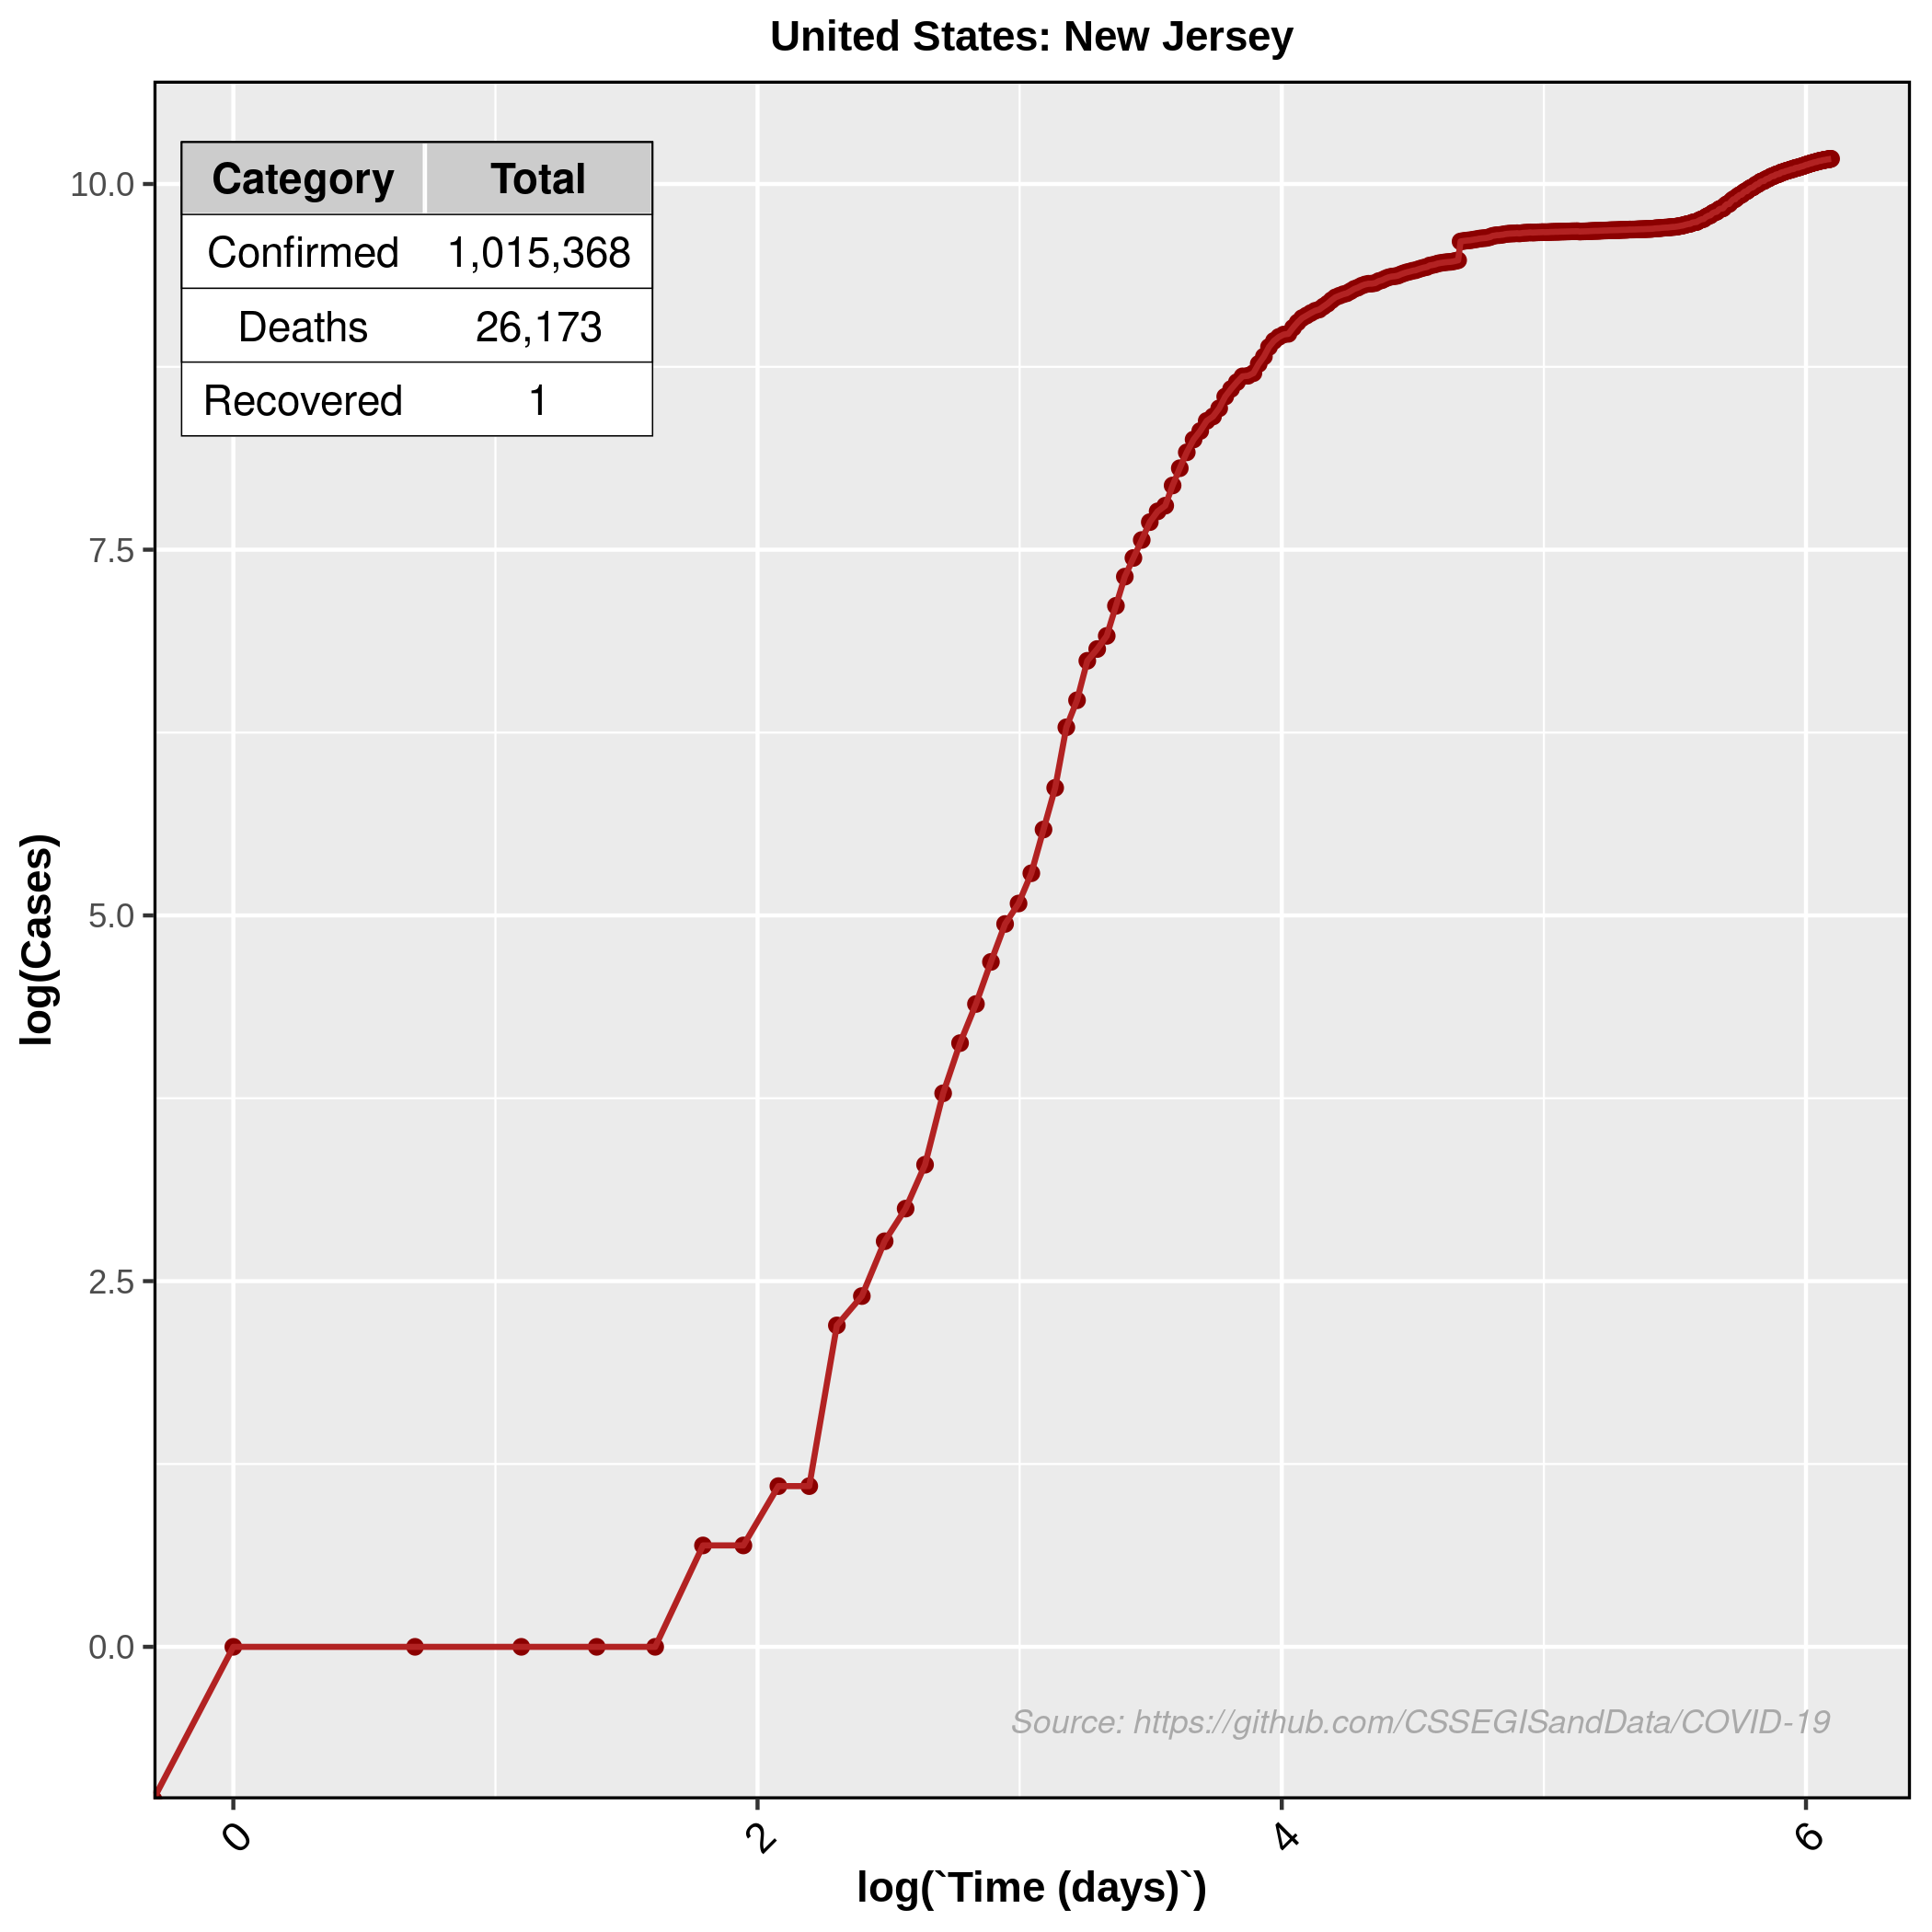 United States: New Jersey
Category Total
Confirmed 1,015,368
Deaths 26,173
Recovered 1
10.0
7.5
5.0
2.5
0.0
log(Cases)
Source: https://github.com/CSSEGISandData/COVID-19
0 2 4 6
log(`Time (days)`)